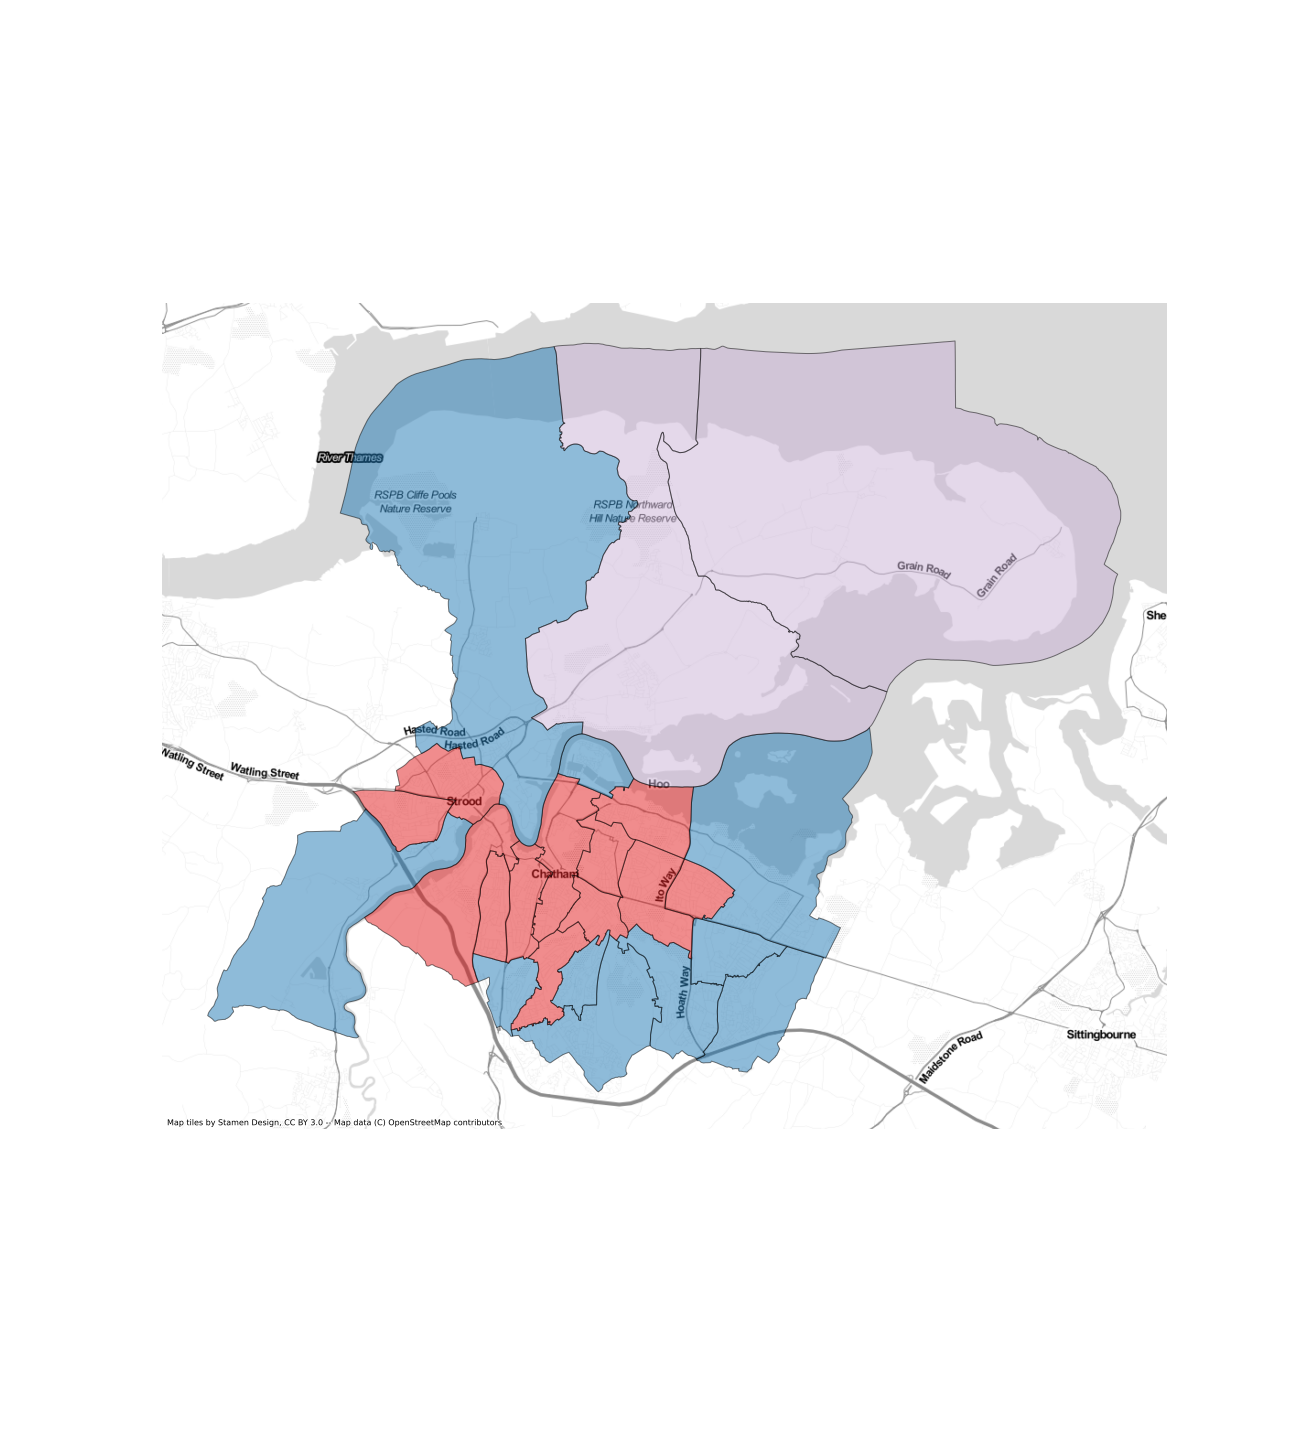 River Thames
RSPB Cliffe Pools
Nature Reserve
RSPB Northward
Hill Nature Reserve
Grain Road
Grain Road
She
Hasted Road
Hasted Road
Watling Street
Watling Street
Hoo
Strood
Chatham
Ito Way
Hoath Way
Sittingbourne
Maidstone Road
Map tiles by Stamen Design, CC BY 3.0 -- Map data (C) OpenStreetMap contributors